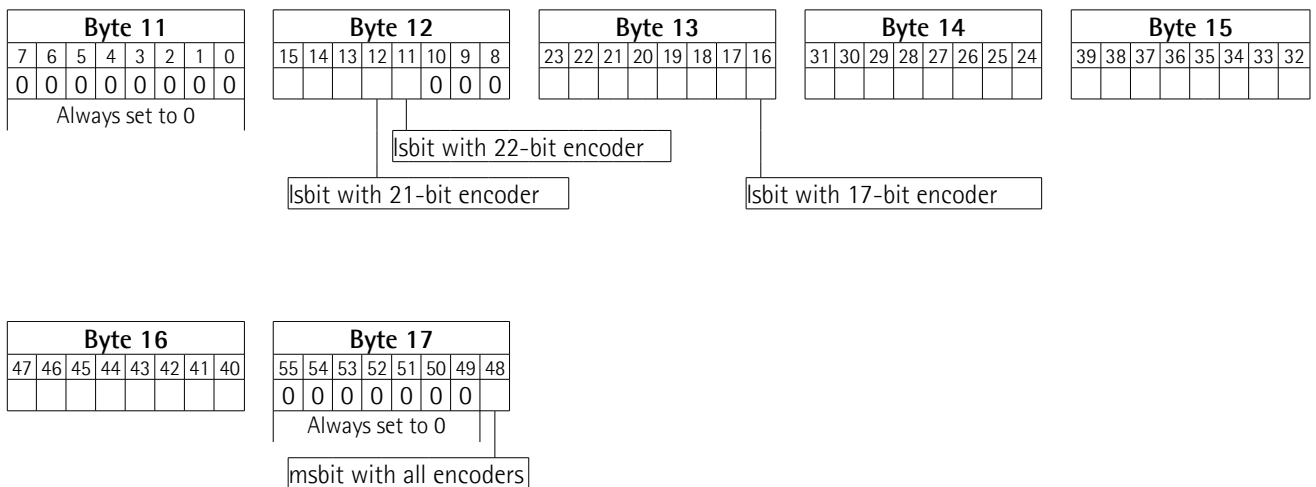 Byte 11 Byte 12 Byte 13 Byte 14 Byte 15
7 6 5 4 3 2 1 0 15 14 13 12 11 10 9 8 23 22 21 20 19 18 17 16 31 30 29 28 27 26 25 24 39 38 37 36 35 34 33 32
0 0 0 0 0 0 0 0 0 0 0
Always set to 0
lsbit with 22-bit encoder
lsbit with 21-bit encoder lsbit with 17-bit encoder
Byte 16 Byte 17
47 46 45 44 43 42 41 40 55 54 53 52 51 50 49 48
0 0 0 0 0 0 0
Always set to 0
msbit with all encoders